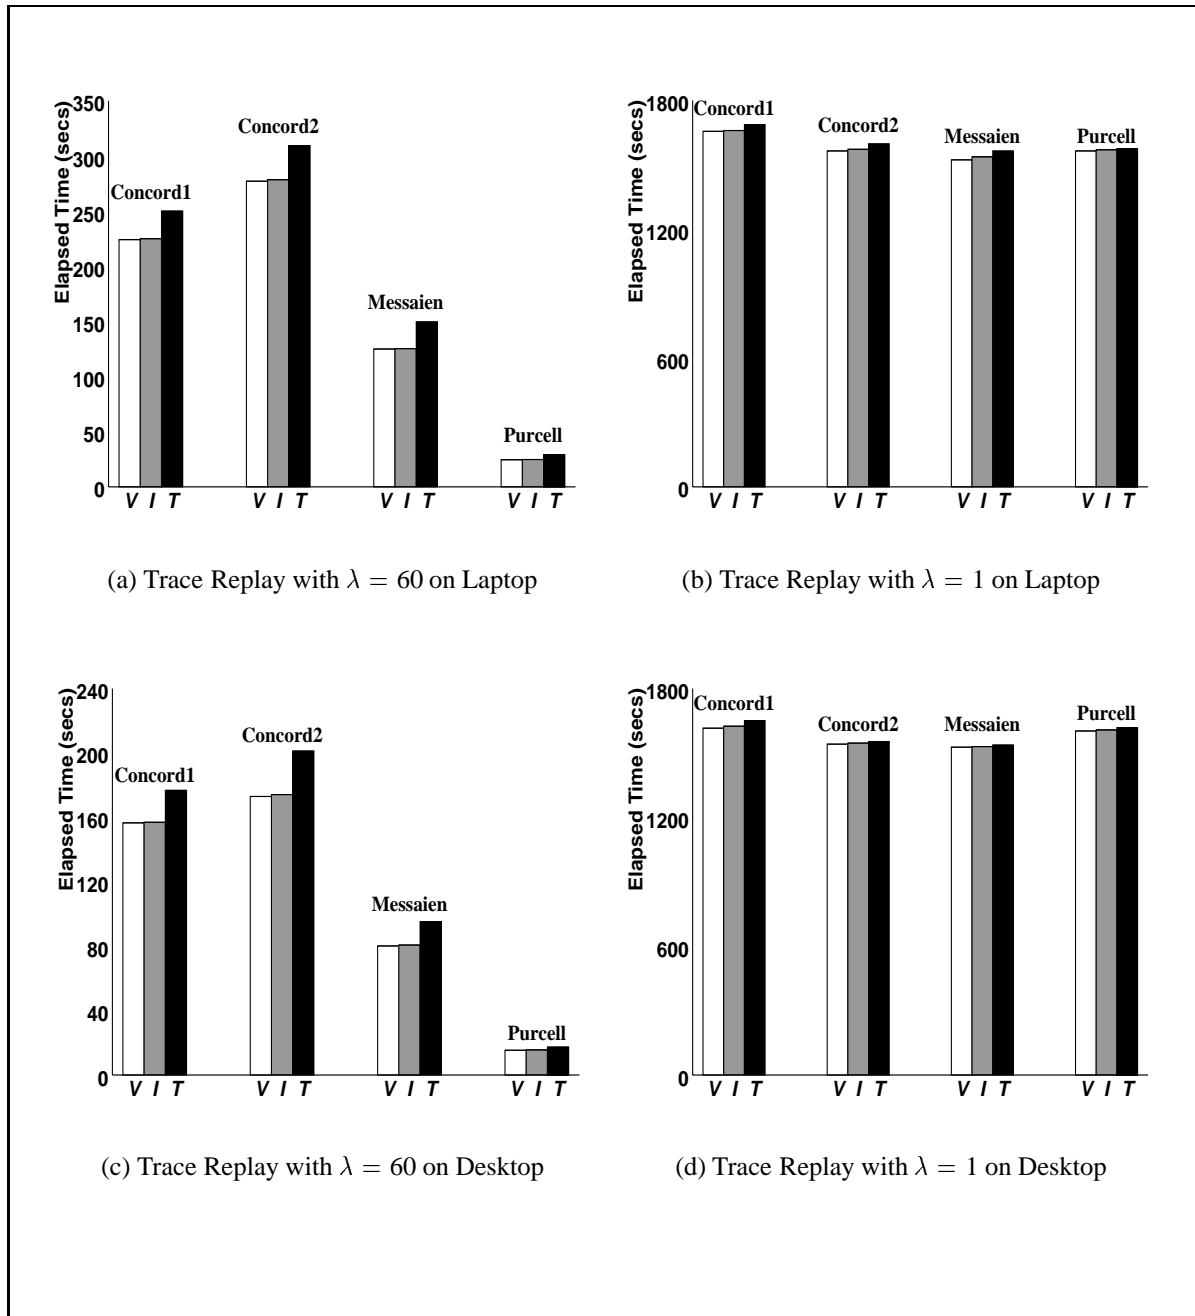 Elapsed Time (secs)
350
300
250
200
150
100
50
0
Concord1
Concord2
Messaien
Purcell
V I T V I T V I T V I T
(a) Trace Replay with λ = 60 on Laptop
Elapsed Time (secs)
1800
1200
600
0
Concord1
Concord2
Messaien
Purcell
V I T V I T V I T V I T
(b) Trace Replay with λ = 1 on Laptop
Elapsed Time (secs)
240
200
160
120
80
40
0
Concord1
Concord2
Messaien
Purcell
V I T V I T V I T V I T
(c) Trace Replay with λ = 60 on Desktop
Elapsed Time (secs)
1800
1200
600
0
Concord1
Concord2
Messaien
Purcell
V I T V I T V I T V I T
(d) Trace Replay with λ = 1 on Desktop